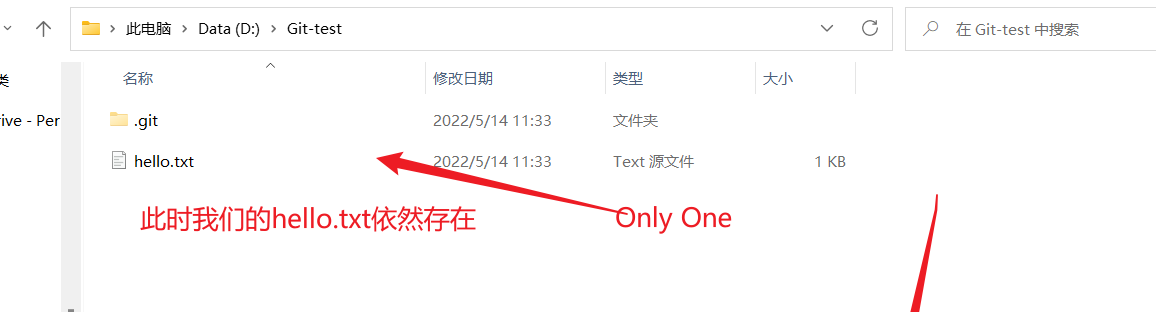 此电脑 Data (D:) Git-test 在 Git-test 中搜索
类 名称 修改日期 类型 大小
.git 2022/5/14 11:33 文件夹
rive - Per hello.txt 2022/5/14 11:33 Text 源文件 1 KB
此时我们的hello.txt依然存在 Only One